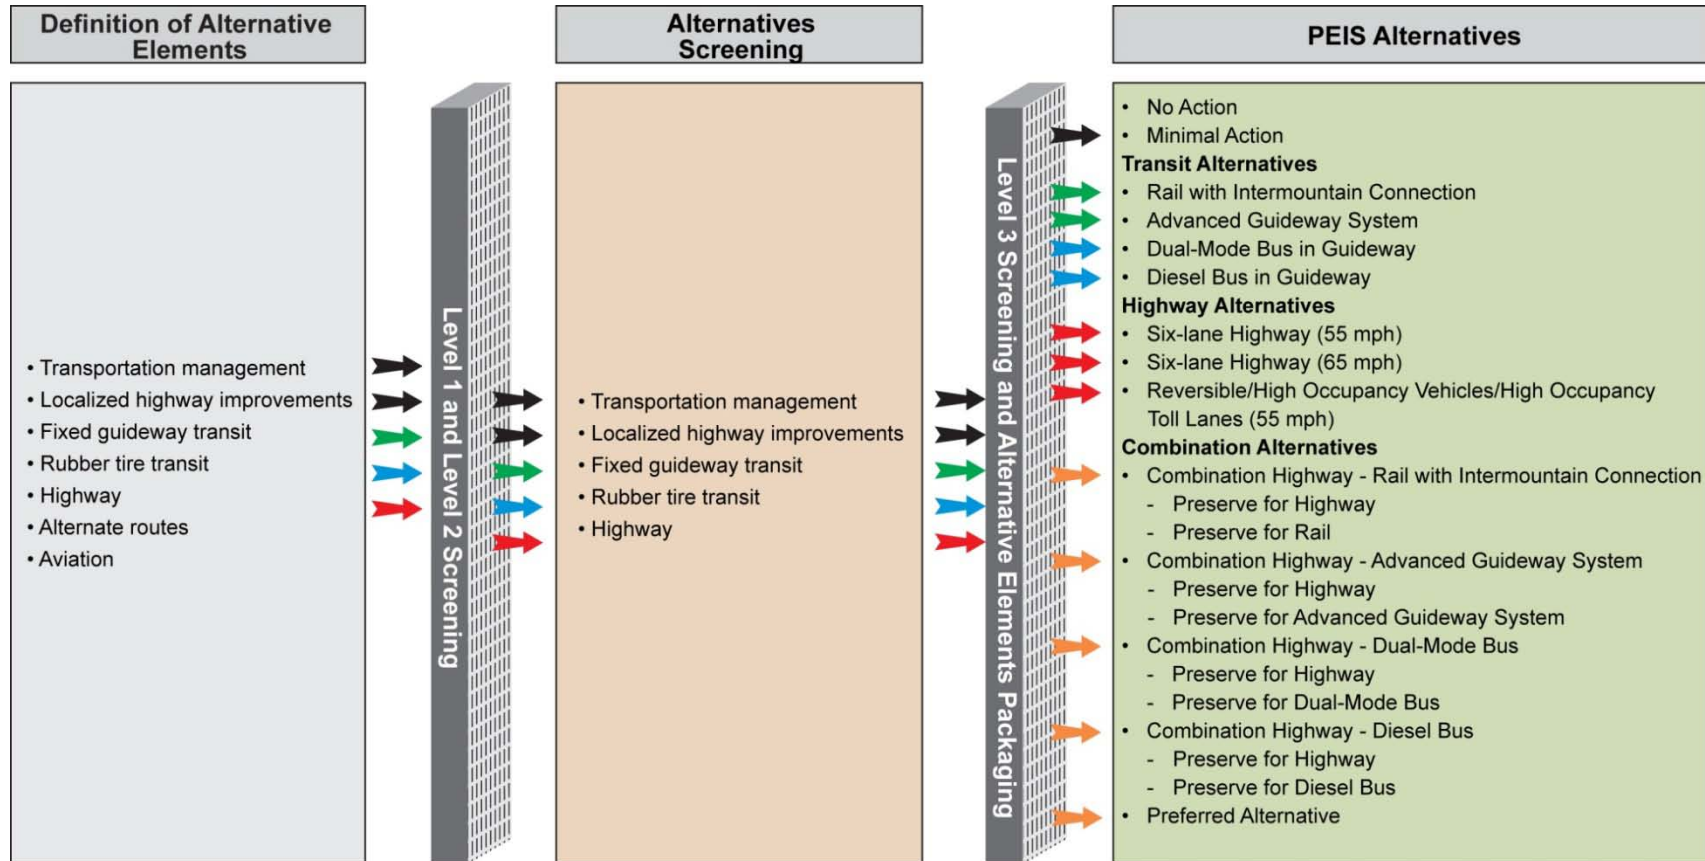 Definition of Alternative
Elements
Alternatives
Screening
PEIS Alternatives
• Transportation management
• Localized highway improvements
• Fixed guideway transit
• Rubber tire transit
• Highway
• Alternate routes
• Aviation
Level 1 and Level 2 Screening
• Transportation management
• Localized highway improvements
• Fixed guideway transit
• Rubber tire transit
• Highway
Level 3 Screening and Alternative Elements Packaging
• No Action
• Minimal Action
Transit Alternatives
• Rail with Intermountain Connection
• Advanced Guideway System
• Dual-Mode Bus in Guideway
• Diesel Bus in Guideway
Highway Alternatives
• Six-lane Highway (55 mph)
• Six-lane Highway (65 mph)
• Reversible/High Occupancy Vehicles/High Occupancy
Toll Lanes (55 mph)
Combination Alternatives
• Combination Highway - Rail with Intermountain Connection
- Preserve for Highway
- Preserve for Rail
• Combination Highway - Advanced Guideway System
- Preserve for Highway
- Preserve for Advanced Guideway System
• Combination Highway - Dual-Mode Bus
- Preserve for Highway
- Preserve for Dual-Mode Bus
• Combination Highway - Diesel Bus
- Preserve for Highway
- Preserve for Diesel Bus
• Preferred Alternative